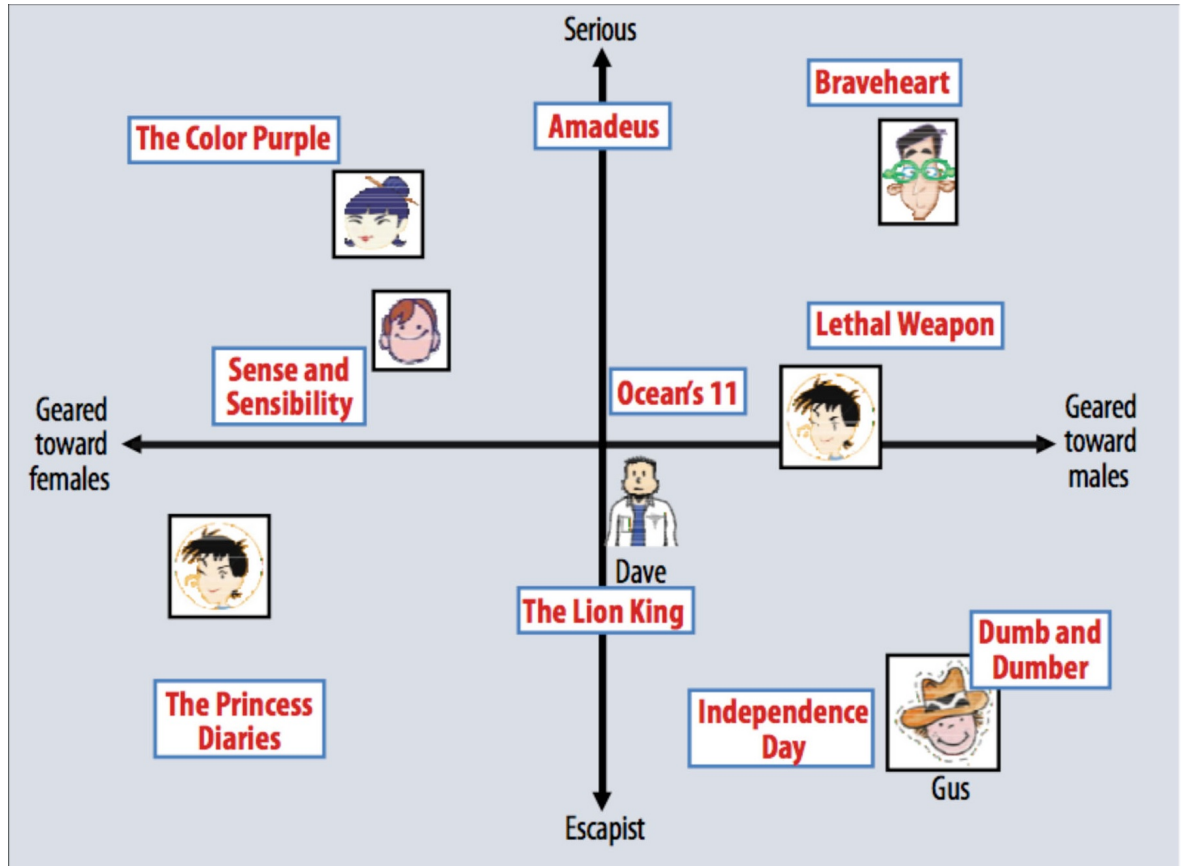 Serious
Braveheart
Amadeus
The Color Purple
Lethal Weapon
Sense and
Sensibility
Ocean's 11
Geared
toward
females
Geared
toward
males
Dave
The Lion King
Dumb and
Dumber
The Princess
Diaries
Independence
Day
Gus
Escapist